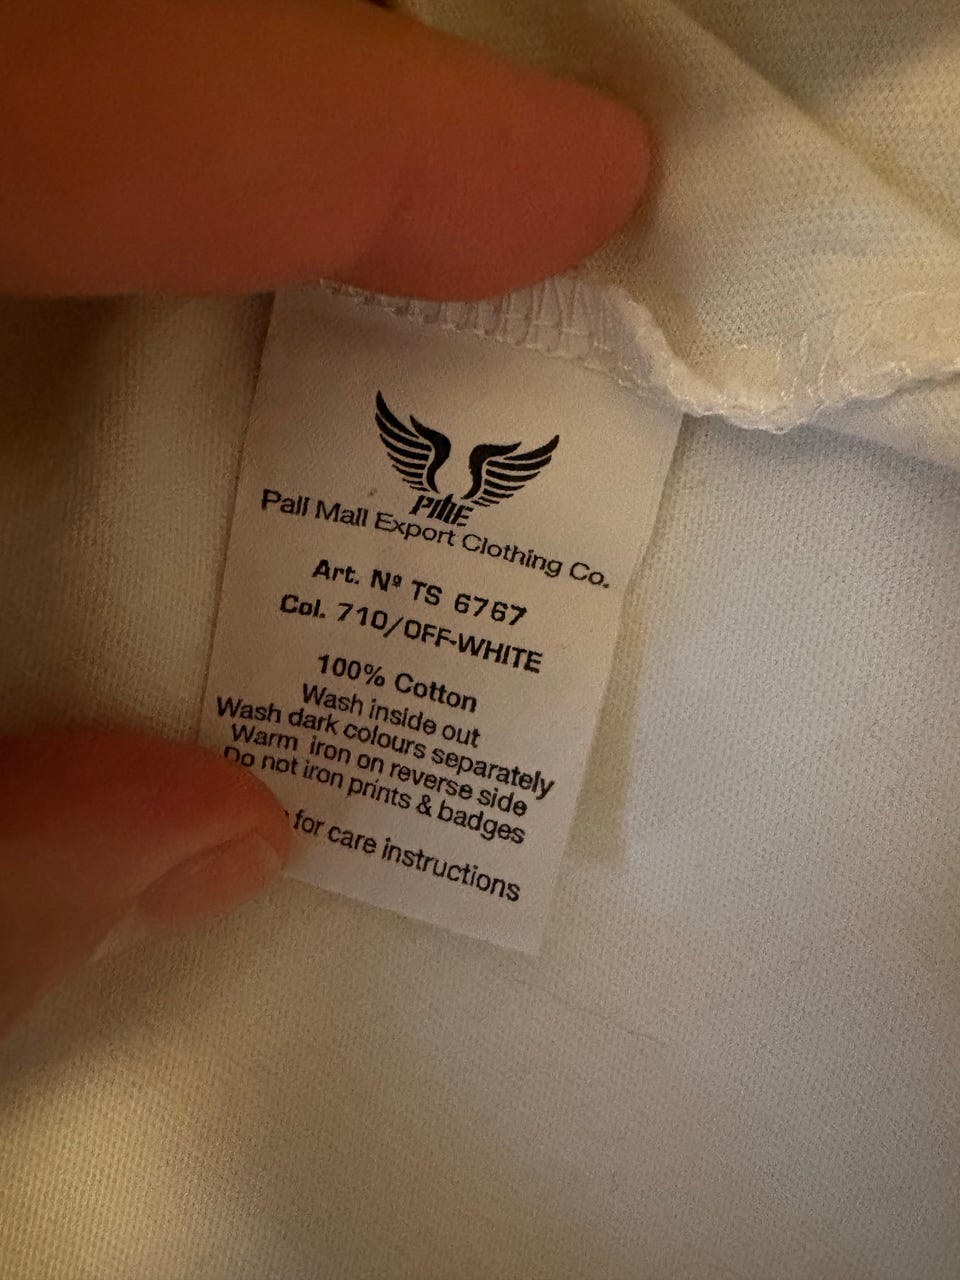 PME
Pall Mall Export Clothing Co.
Art. Nº TS 6767
Col. 710/OFF-WHITE
100% Cotton
Wash inside out
Wash dark colours separately
Warm iron on reverse side
Do not iron prints & badges
for care instructions